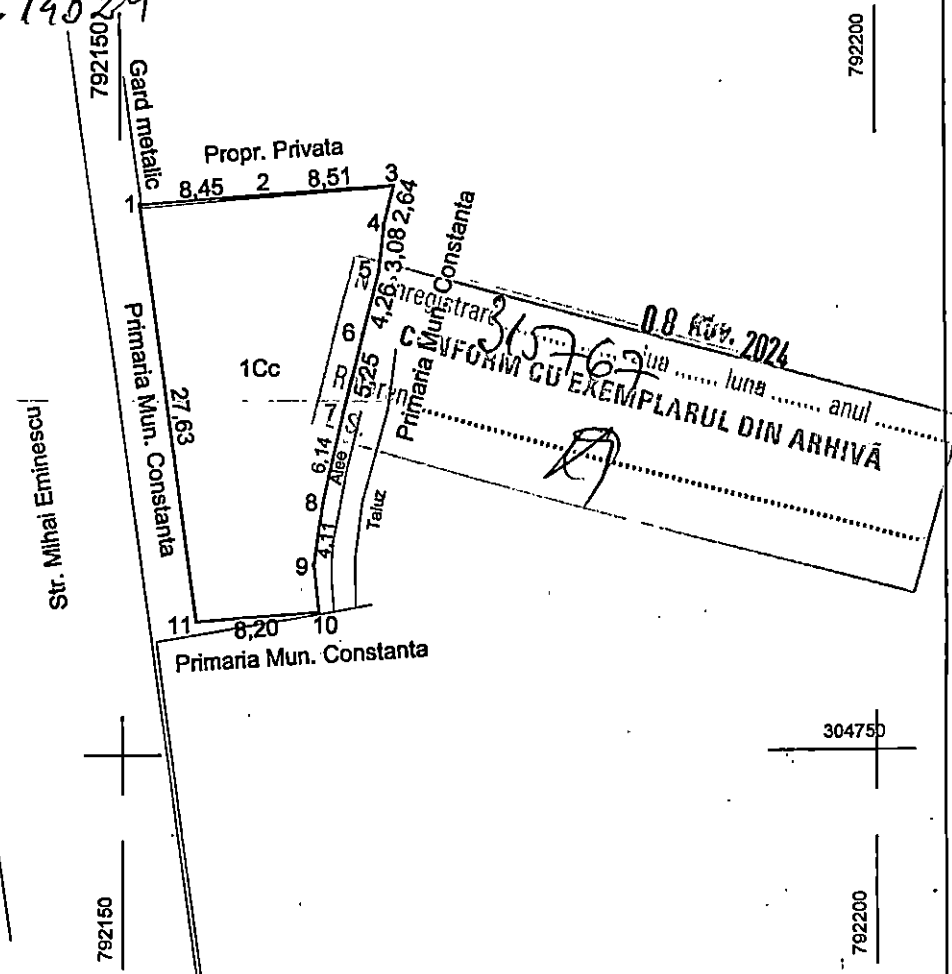 792150
792200
Gard metalic
Propr. Privata
8,45 2 8,51 3
1
2,64
4
3,08
5
4,26
6
5,25
7
6,14
8
4,11
9
Primaria Mun. Constanta
27,63
1Cc
Primaria Mun. Constanta
Alee
Taluz
Str. Mihai Eminescu
11 8,20 10
Primaria Mun. Constanta
înregistrare 315767 ziua ...... luna ........ anul
08 NOV. 2024
CONFORM CU EXEMPLARUL DIN ARHIVĂ
304750
792150
792200